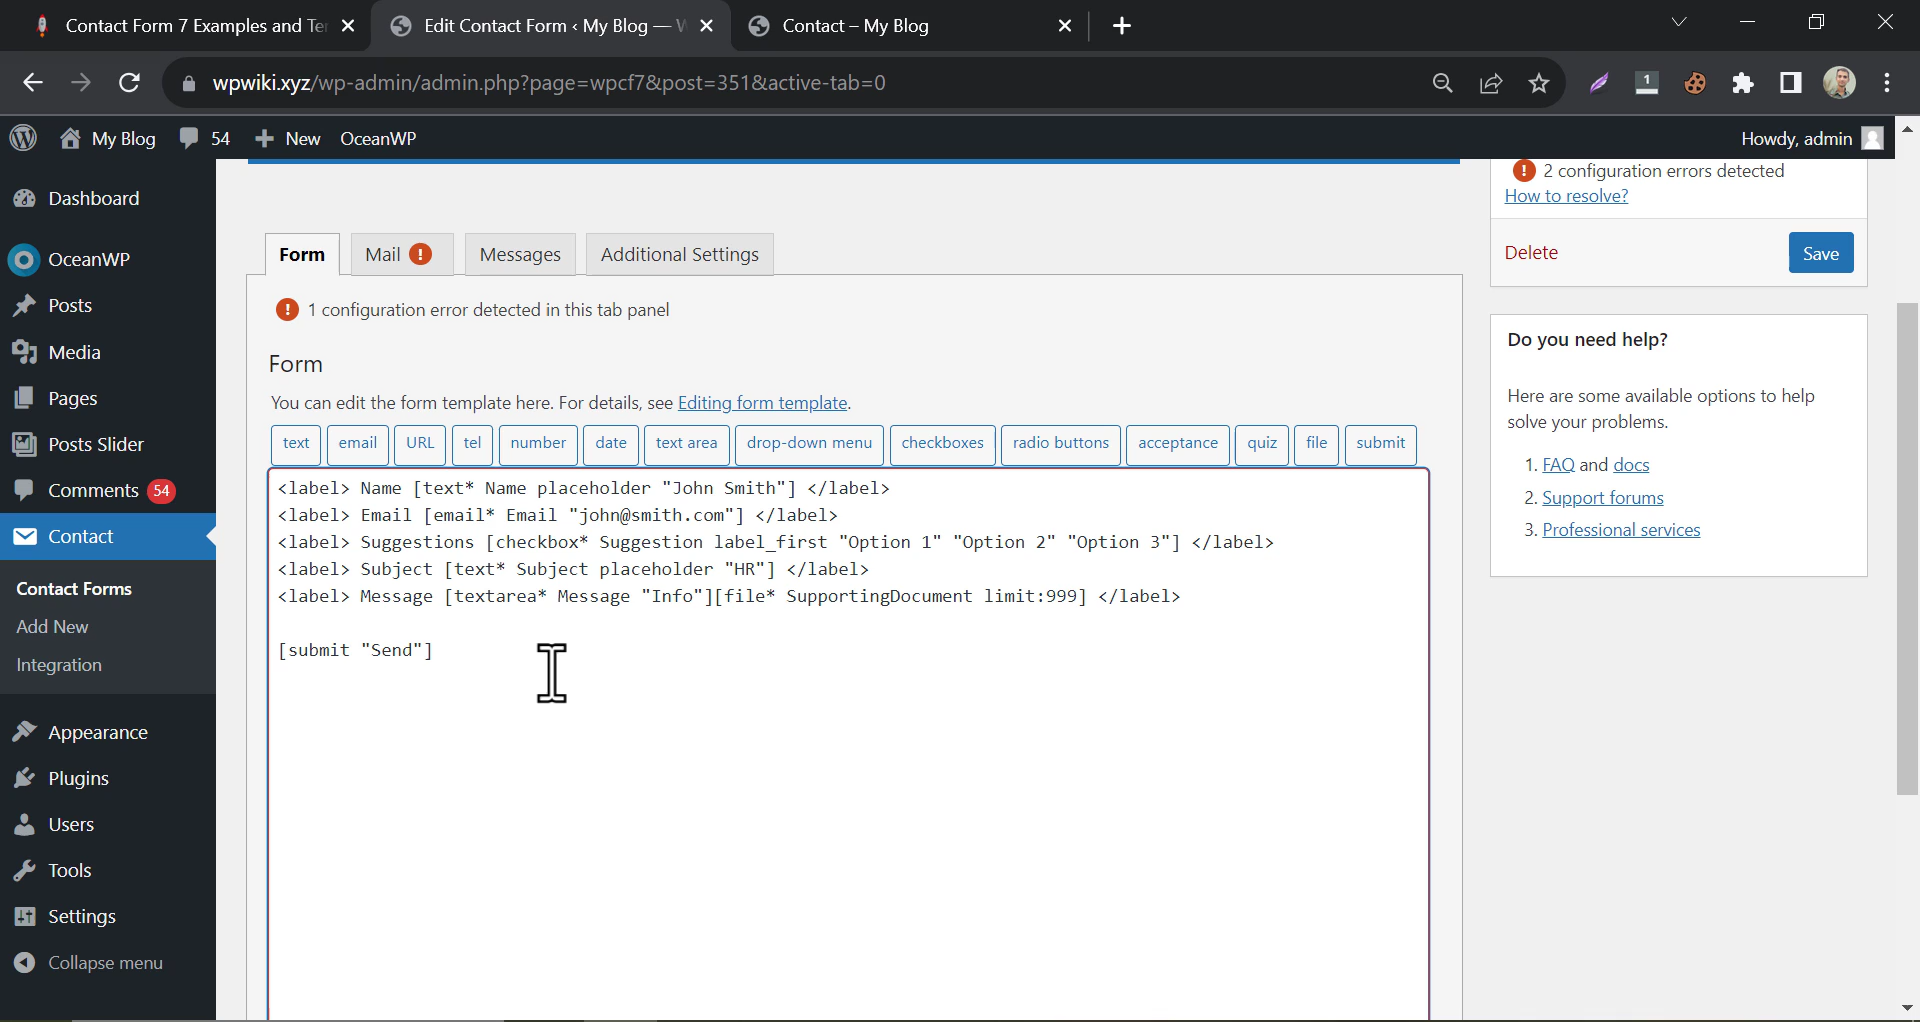 Contact Form 7 Examples and Te
Edit Contact Form ‹ My Blog —
Contact – My Blog
wpwiki.xyz/wp-admin/admin.php?page=wpcf7&post=351&active-tab=0
1
My Blog
54
New
OceanWP
Howdy, admin
Dashboard
OceanWP
Posts
Media
Pages
Posts Slider
Comments 54
Contact
Contact Forms
Add New
Integration
Appearance
Plugins
Users
Tools
Settings
Collapse menu
Form
Mail !
Messages
Additional Settings
! 1 configuration error detected in this tab panel
Form
You can edit the form template here. For details, see Editing form template.
text
email
URL
tel
number
date
text area
drop-down menu
checkboxes
radio buttons
acceptance
quiz
file
submit
<label> Name [text* Name placeholder "John Smith"] </label>
<label> Email [email* Email "john@smith.com"] </label>
<label> Suggestions [checkbox* Suggestion label_first "Option 1" "Option 2" "Option 3"] </label>
<label> Subject [text* Subject placeholder "HR"] </label>
<label> Message [textarea* Message "Info"][file* SupportingDocument limit:999] </label>
[submit "Send"]
! 2 configuration errors detected
How to resolve?
Delete
Save
Do you need help?
Here are some available options to help
solve your problems.
1. FAQ and docs
2. Support forums
3. Professional services